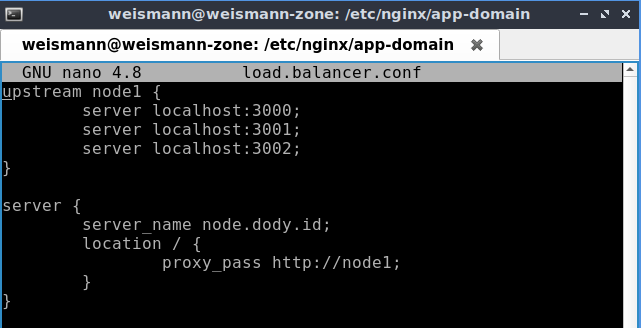 weismann@weismann-zone: /etc/nginx/app-domain
weismann@weismann-zone: /etc/nginx/app-domain
GNU nano 4.8 load.balancer.conf
upstream node1 {
server localhost:3000;
server localhost:3001;
server localhost:3002;
}
server {
server_name node.dody.id;
location / {
proxy_pass http://node1;
}
}